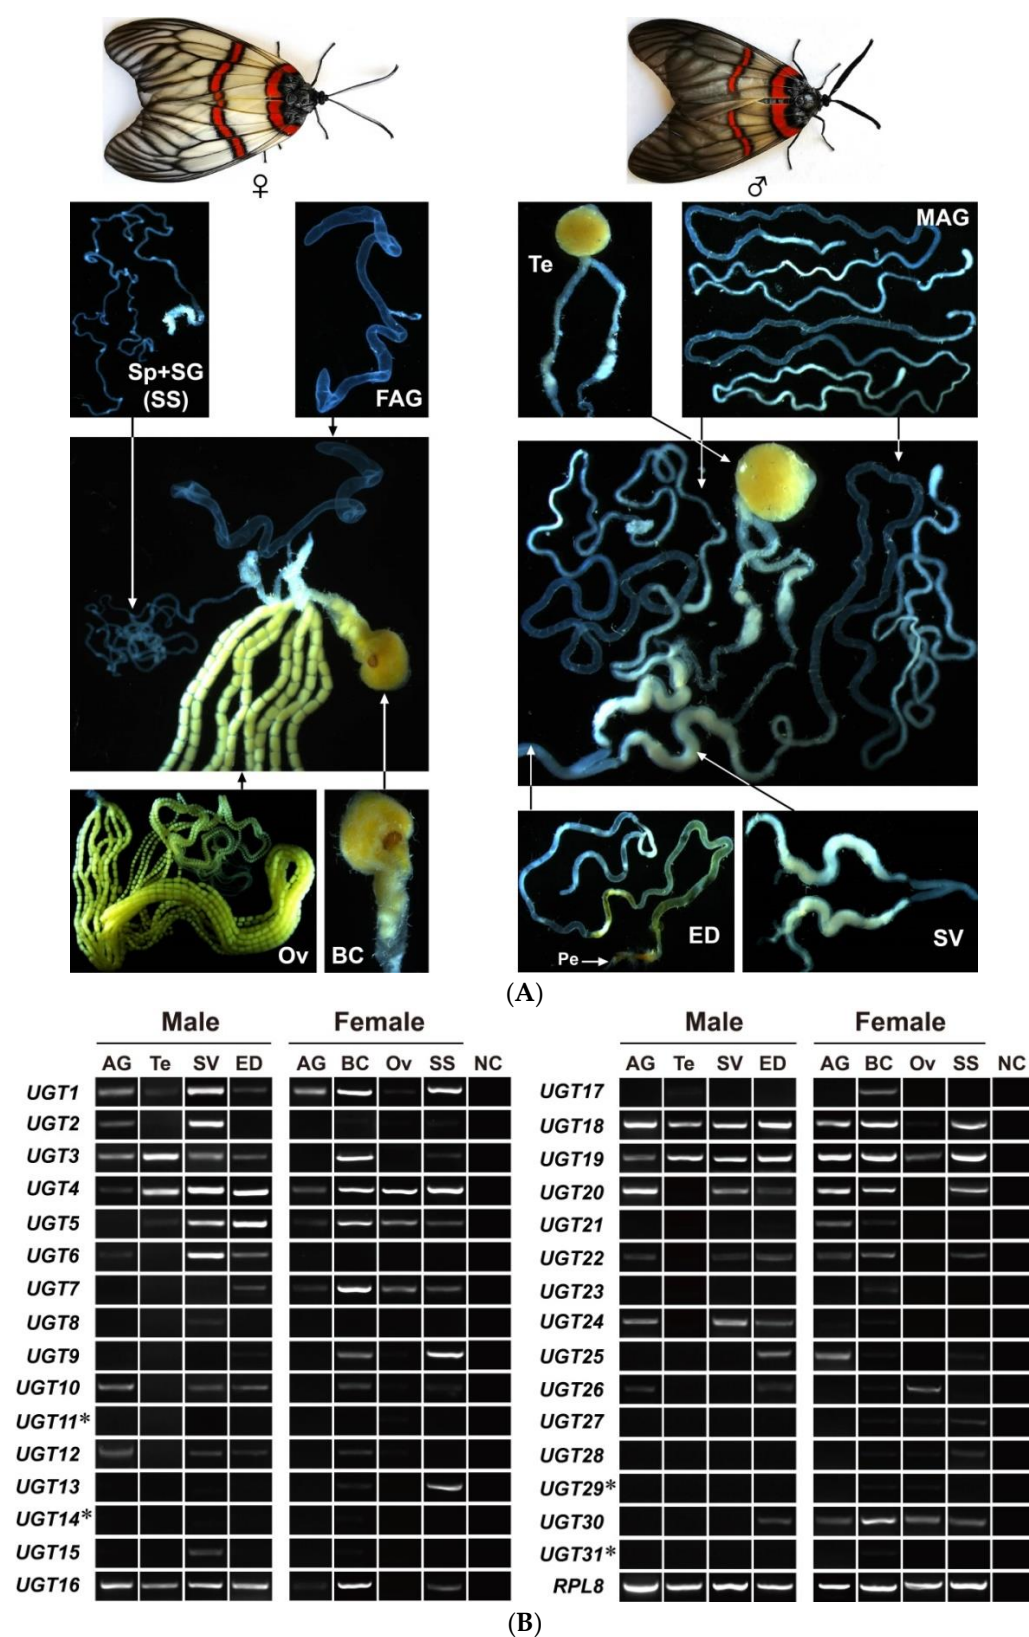 ♀
♂
Sp+SG
(SS)
FAG
Te
MAG
Ov
BC
Pe
ED
SV
(A)
Male Female
AG Te SV ED AG BC Ov SS NC
UGT1
UGT2
UGT3
UGT4
UGT5
UGT6
UGT7
UGT8
UGT9
UGT10
UGT11*
UGT12
UGT13
UGT14*
UGT15
UGT16
Male Female
AG Te SV ED AG BC Ov SS NC
UGT17
UGT18
UGT19
UGT20
UGT21
UGT22
UGT23
UGT24
UGT25
UGT26
UGT27
UGT28
UGT29*
UGT30
UGT31*
RPL8
(B)